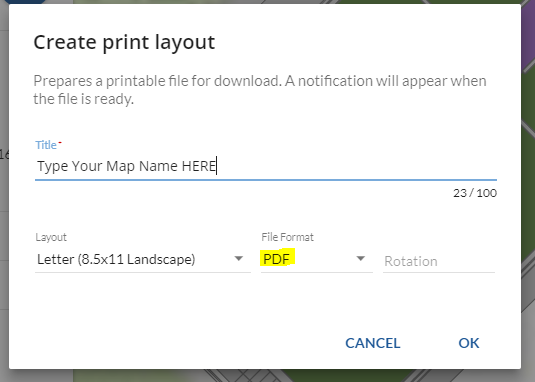 Create print layout
Prepares a printable file for download. A notification will appear when
the file is ready.
Title -
Type Your Map Name HERE
23 / 100
Layout
File Format
Letter (8.5x11 Landscape)
PDF
Rotation
CANCEL
OK